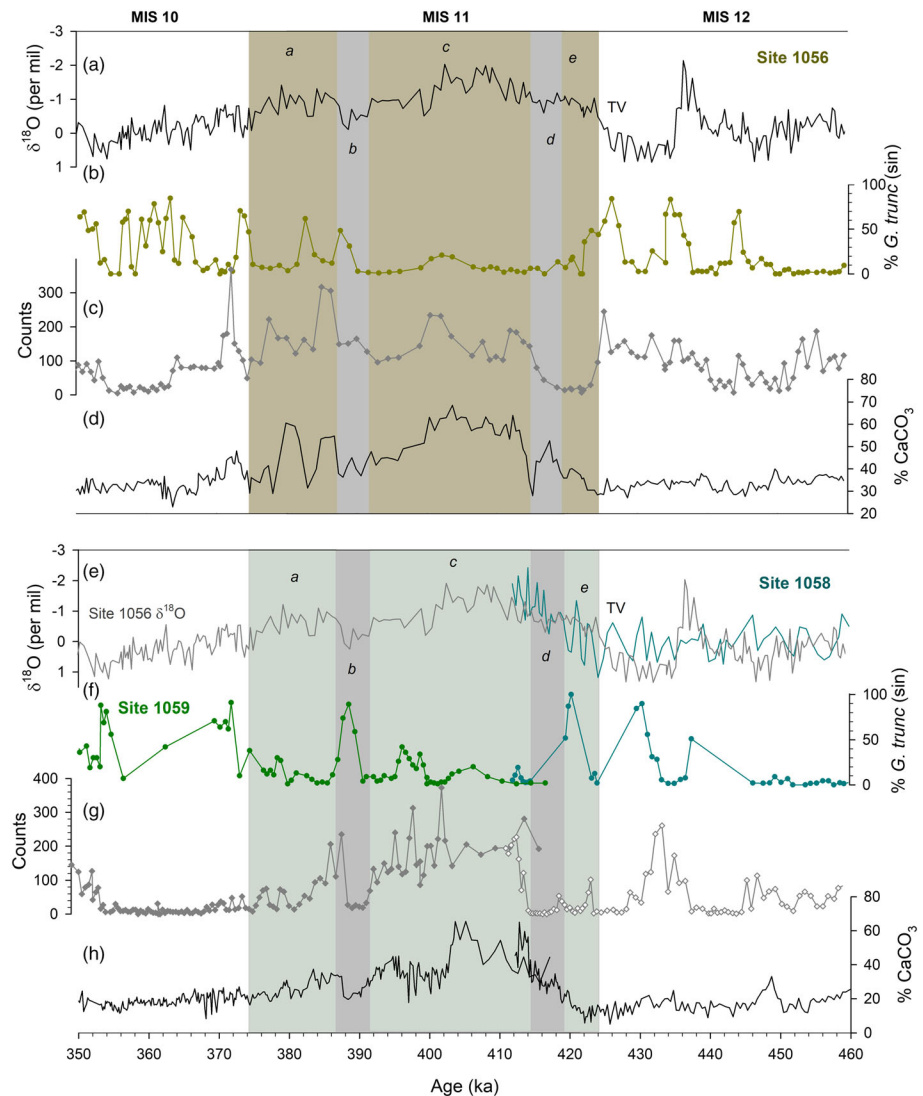 MIS 10 MIS 11 MIS 12
-3
(a) a c e Site 1056
-2
δ18O (per mil)
-1
TV
0
1
b d
(b)
100
50
0
% G. trunc (sin)
(c)
300
200
100
0
Counts
80
70
60
50
40
30
20
% CaCO3
(d)
-3
(e) a c e Site 1058
-2
Site 1056 δ18O
TV
-1
0
1
δ18O (per mil)
b d
(f) Site 1059
100
50
0
% G. trunc (sin)
400
(g)
300
200
100
0
Counts
80
60
40
20
0
% CaCO3
(h)
350 360 370 380 390 400 410 420 430 440 450 460
Age (ka)